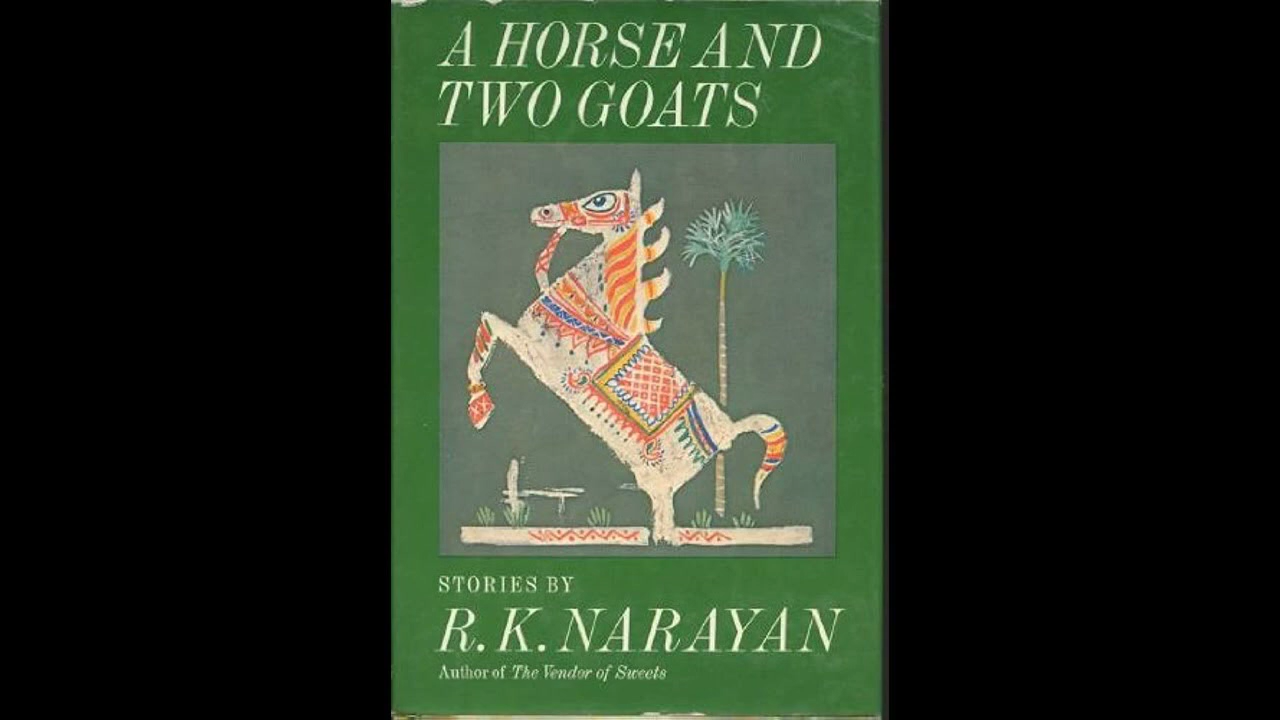 A HORSE AND
TWO GOATS
STORIES BY
R. K. NARAYAN
Author of The Vendor of Sweets